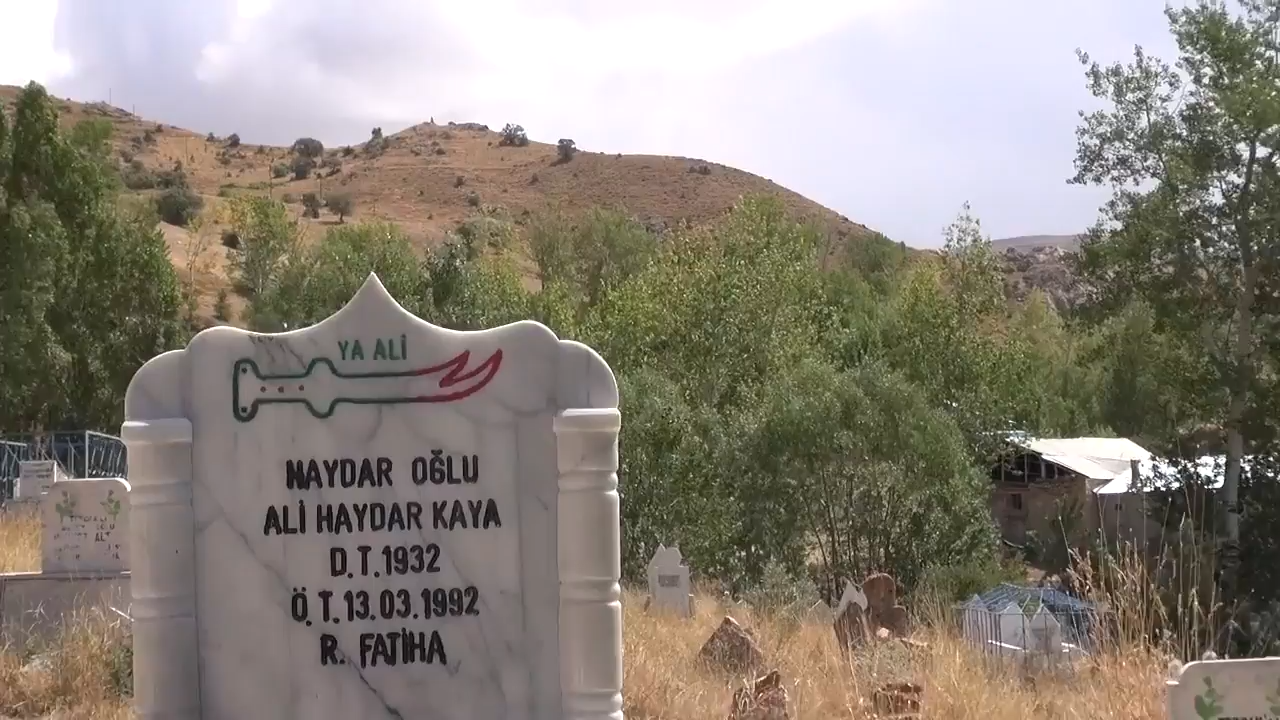 YA ALİ
HAYDAR OĞLU
ALİ HAYDAR KAYA
D.T.1932
Ö.T.13.03.1992
R. FATİHA